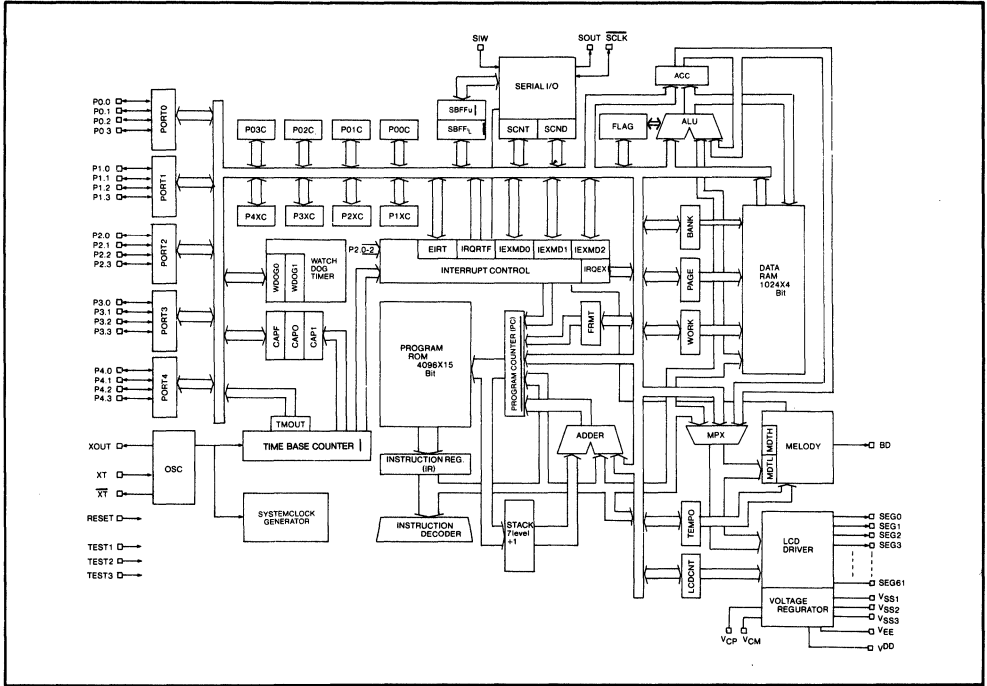 SIW
SOUT
SCLK
P0.0
P0.1
P0.2
P0.3
PORT0
P1.0
P1.1
P1.2
P1.3
PORT1
P2.0
P2.1
P2.2
P2.3
PORT2
P3.0
P3.1
P3.2
P3.3
PORT3
P4.0
P4.1
P4.2
P4.3
PORT4
XOUT
XT
XT
OSC
RESET
TEST1
TEST2
TEST3
P03C
P02C
P01C
P00C
SBFFU
SBFFL
SERIAL I/O
SCNT
SCND
FLAG
ACC
ALU
P4XC
P3XC
P2XC
P1XC
P2.0-2
EIRT
IRQRTF
IEXMD0
IEXMD1
IEXMD2
INTERRUPT CONTROL
IRQEX
WDOG0
WDOG1
WATCH
DOG
TIMER
CAPF
CAPO
CAP1
PROGRAM
ROM
4096X15
Bit
PROGRAM COUNTER (PC)
FRMT
BANK
PAGE
WORK
DATA
RAM
1024X4
Bit
TMOUT
TIME BASE COUNTER
INSTRUCTION REG.
(IR)
ADDER
MPX
MDTL
MDTH
MELODY
BD
SYSTEMCLOCK
GENERATOR
INSTRUCTION
DECODER
STACK
7level
+1
TEMPO
LCDCNT
LCD
DRIVER
SEG0
SEG1
SEG2
SEG3
SEG61
VOLTAGE
REGURATOR
VSS1
VSS2
VSS3
VEE
VDD
VCP
VCM